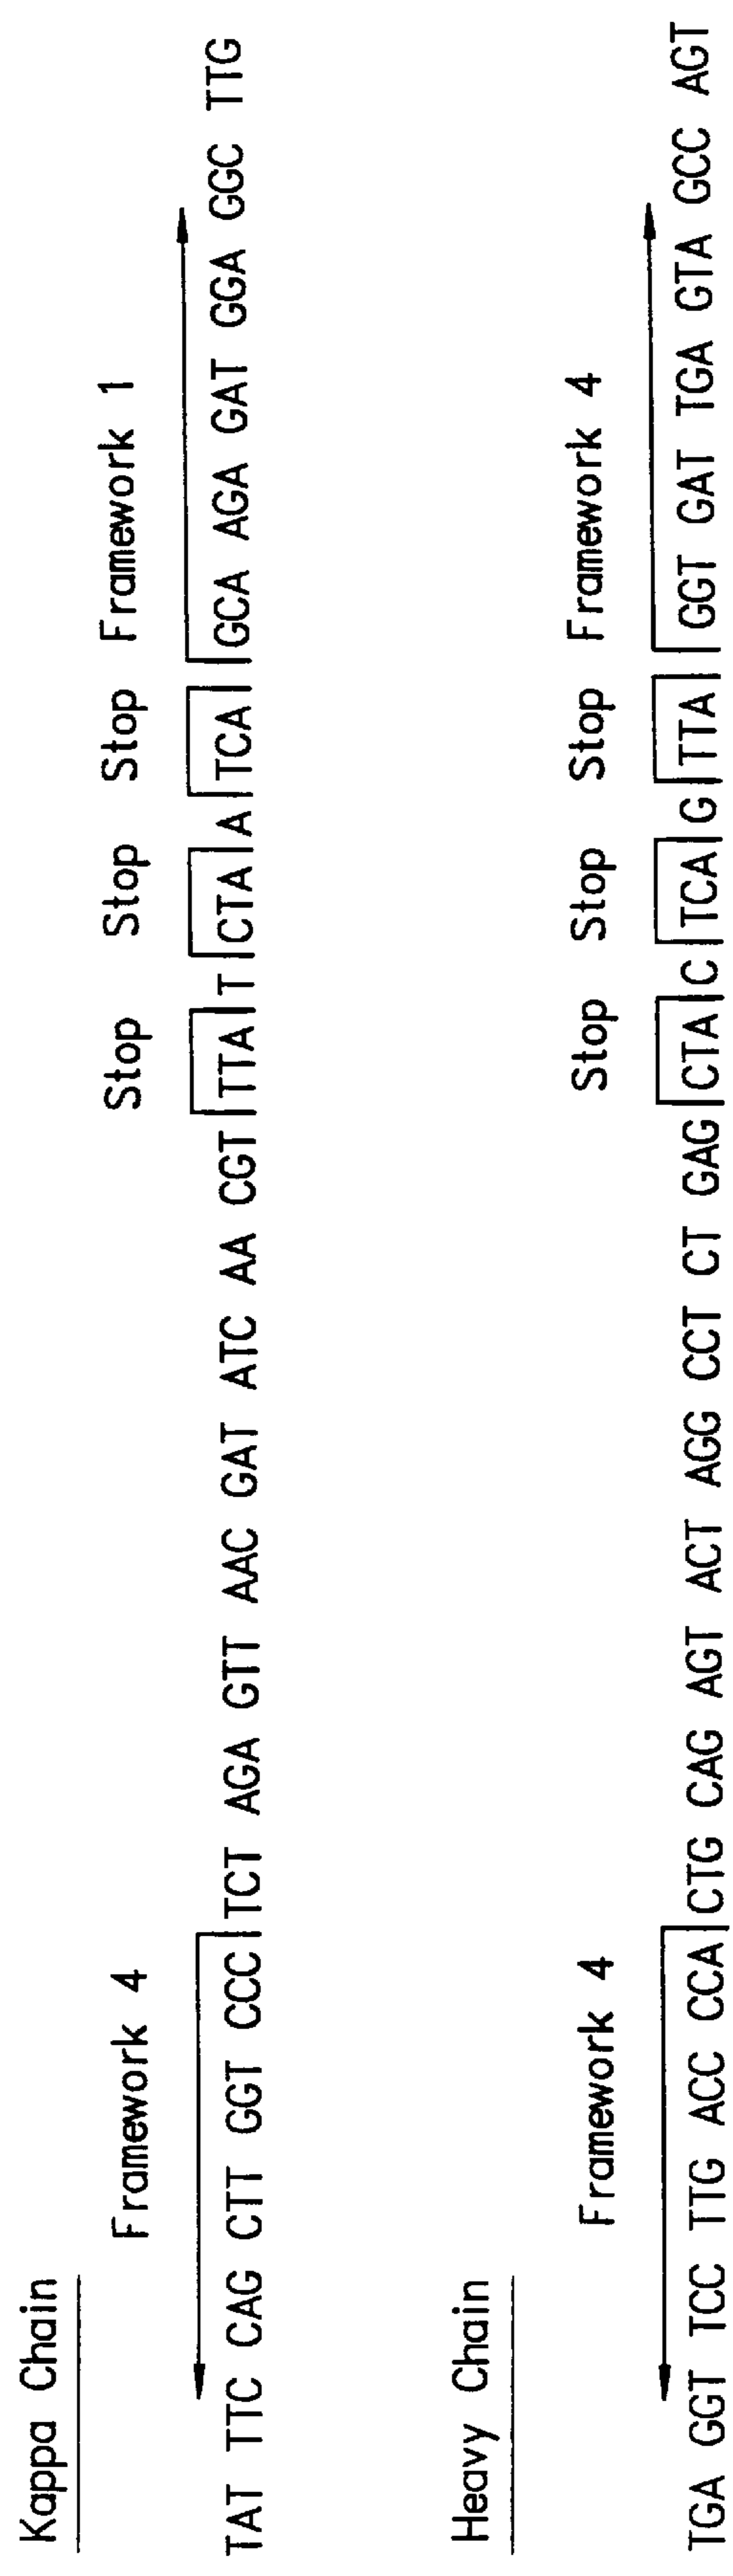 Kappa Chain
Framework 4 Stop Stop Stop Framework 1
TAT TTC CAG CTT GGT CCC TCT AGA GTT AAC GAT ATC AA CGT TTA T CTA A TCA GCA AGA GAT GGA GGC TTG
Heavy Chain
Framework 4 Stop Stop Stop Framework 4
TGA GGT TCC TTG ACC CCA CTG CAG AGT ACT AGG CCT CT GAG CTA C TCA G TTA GGT GAT TGA GTA GCC AGT